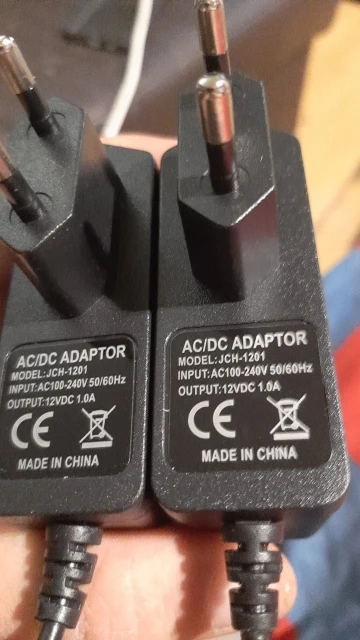 AC/DC ADAPTOR
MODEL:JCH-1201
INPUT:AC100-240V 50/60Hz
OUTPUT:12VDC 1.0A
CE
MADE IN CHINA
AC/DC ADAPTOR
MODEL:JCH-1201
INPUT:AC100-240V 50/60Hz
OUTPUT:12VDC 1.0A
CE
MADE IN CHINA